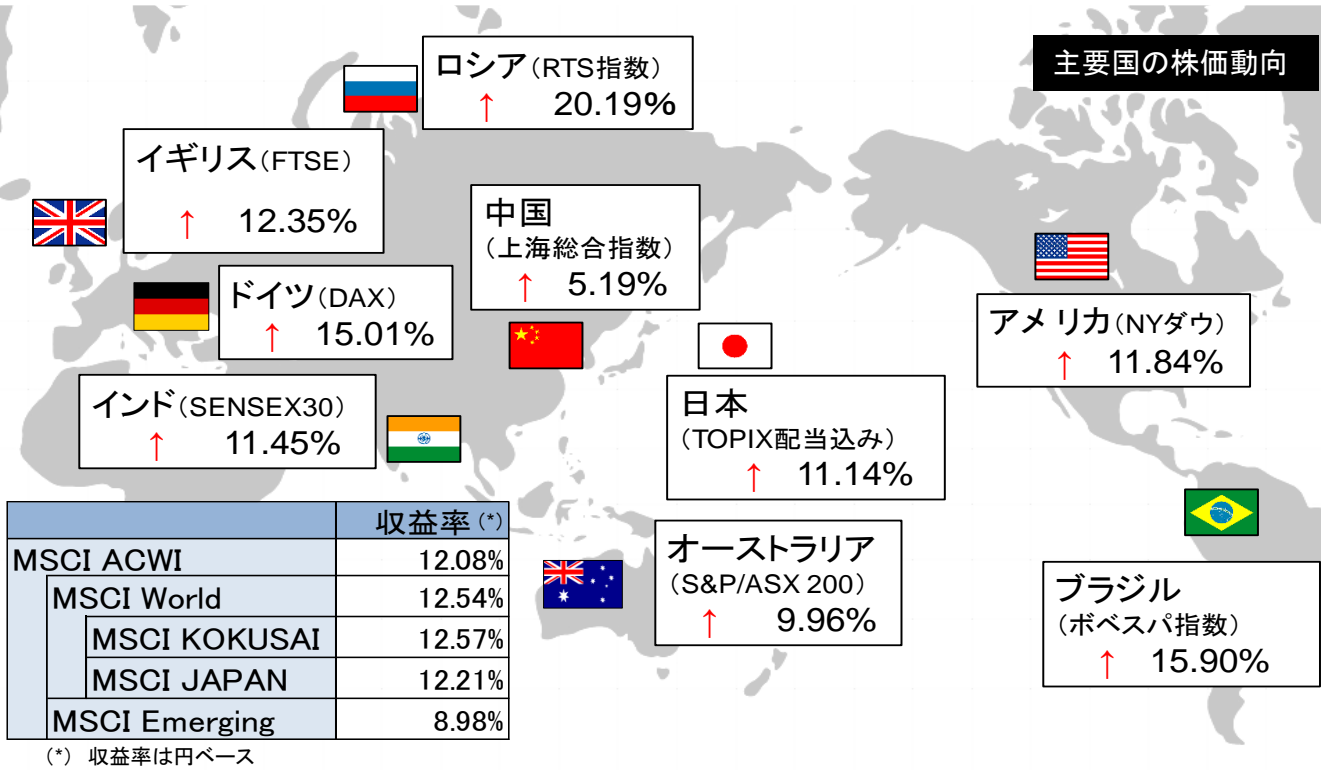 主要国の株価動向
ロシア(RTS指数)
↑ 20.19%
イギリス(FTSE)
↑ 12.35%
中国
(上海総合指数)
↑ 5.19%
ドイツ(DAX)
↑ 15.01%
アメリカ(NYダウ)
↑ 11.84%
インド(SENSEX30)
↑ 11.45%
日本
(TOPIX配当込み)
↑ 11.14%
オーストラリア
(S&P/ASX 200)
↑ 9.96%
ブラジル
(ボベスパ指数)
↑ 15.90%
収益率(*)
MSCI ACWI 12.08%
MSCI World 12.54%
MSCI KOKUSAI 12.57%
MSCI JAPAN 12.21%
MSCI Emerging 8.98%
(*) 収益率は円ベース